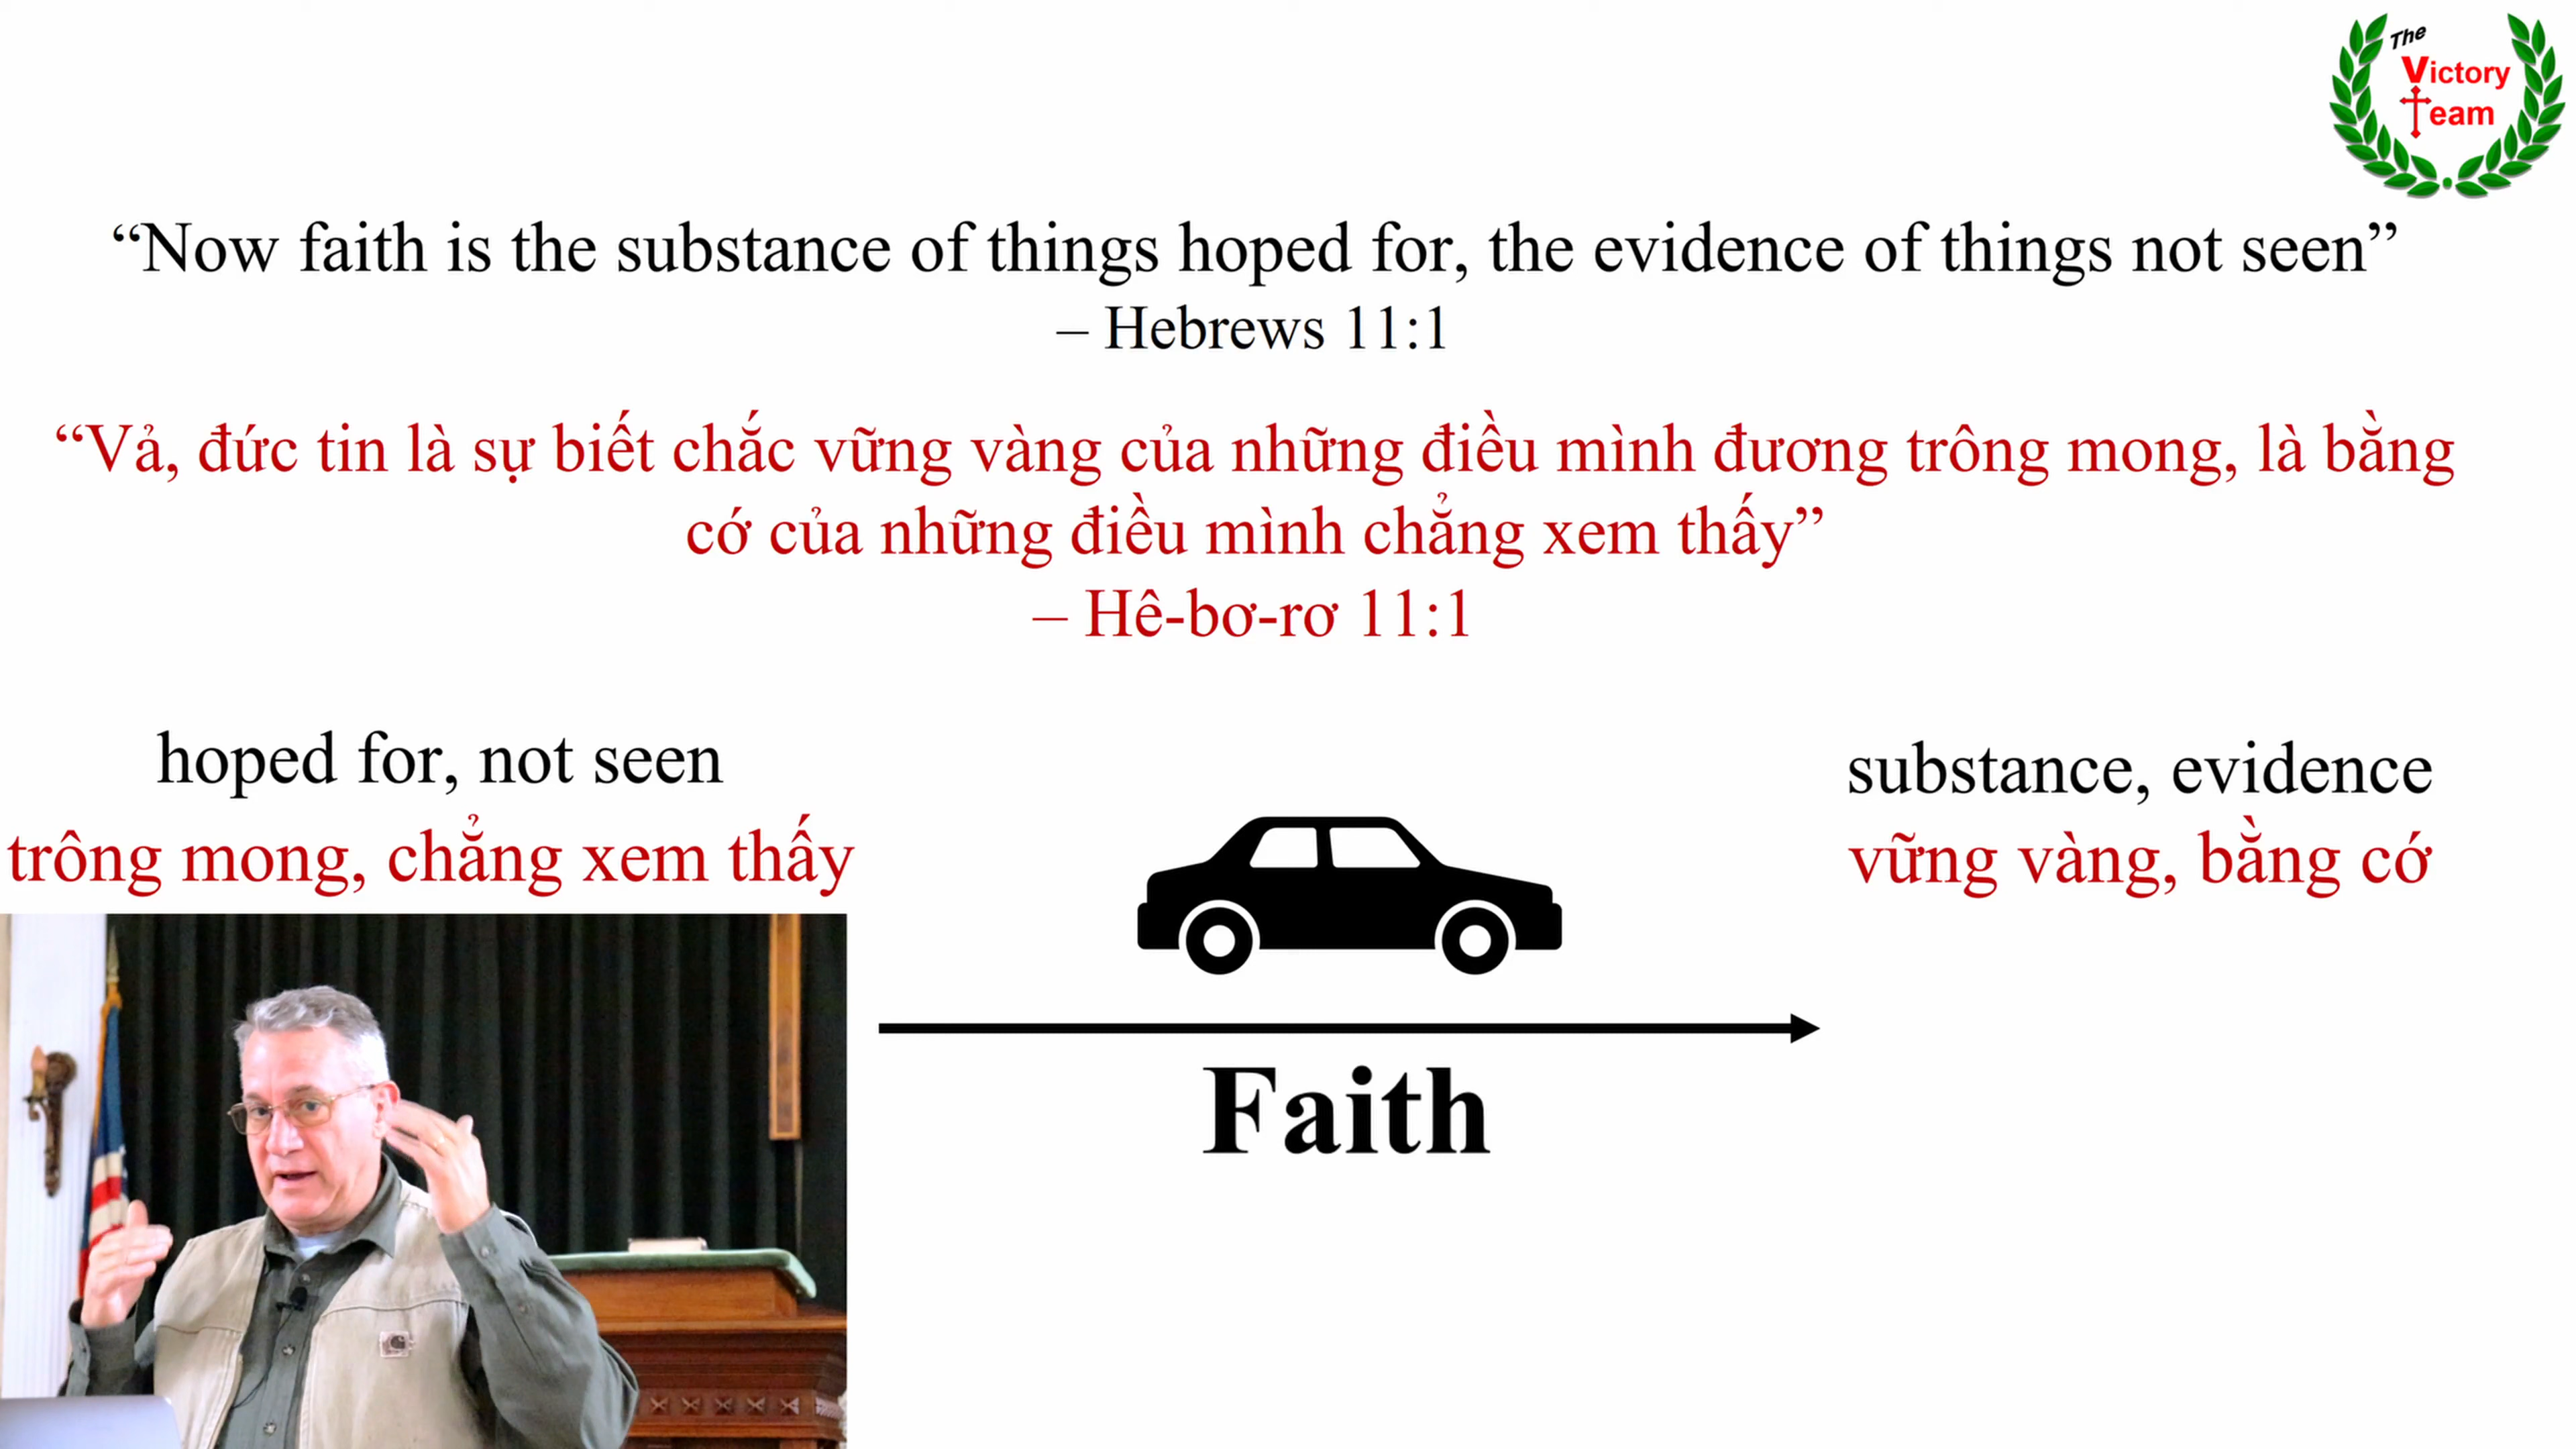 The
Victory
Team
“Now faith is the substance of things hoped for, the evidence of things not seen”
– Hebrews 11:1
“Vả, đức tin là sự biết chắc vững vàng của những điều mình đương trông mong, là bằng
cớ của những điều mình chẳng xem thấy”
– Hê-bơ-rơ 11:1
hoped for, not seen
trông mong, chẳng xem thấy
substance, evidence
vững vàng, bằng cớ
Faith